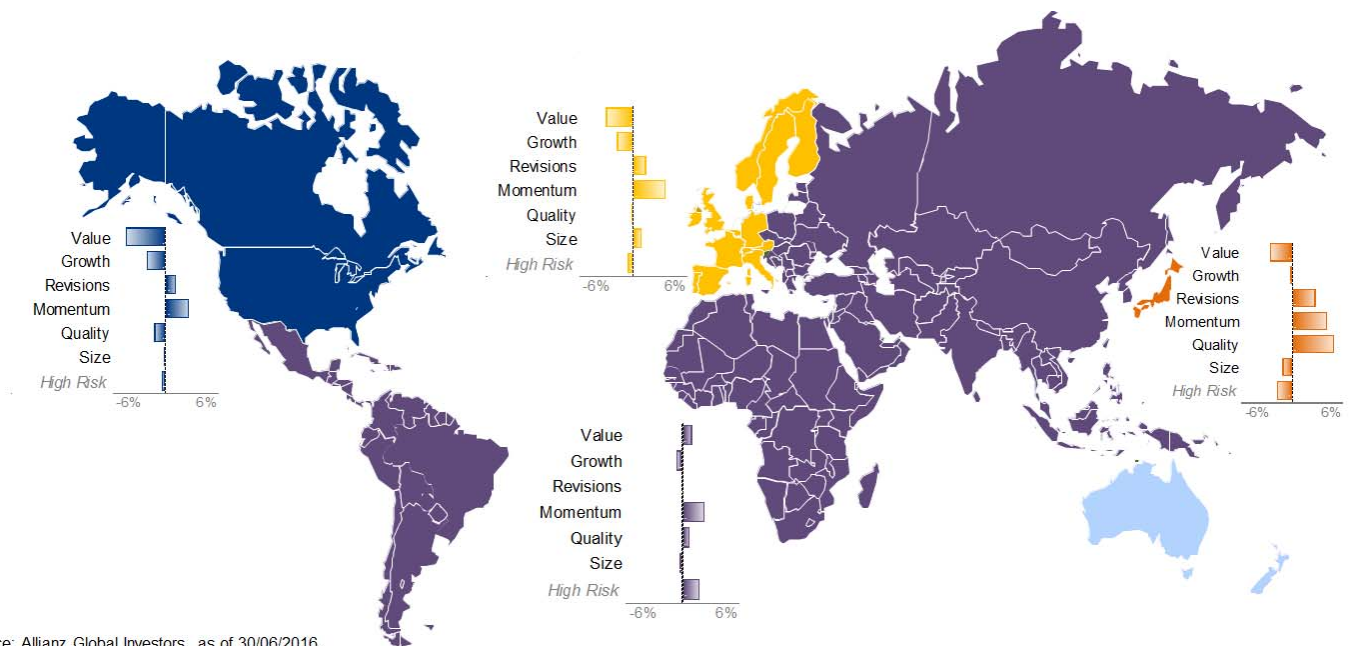 Value
Growth
Revisions
Momentum
Quality
Size
High Risk
-6% 6%
Value
Growth
Revisions
Momentum
Quality
Size
High Risk
-6% 6%
Value
Growth
Revisions
Momentum
Quality
Size
High Risk
-6% 6%
Value
Growth
Revisions
Momentum
Quality
Size
High Risk
-6% 6%
ce: Allianz Global Investors, as of 30/06/2016